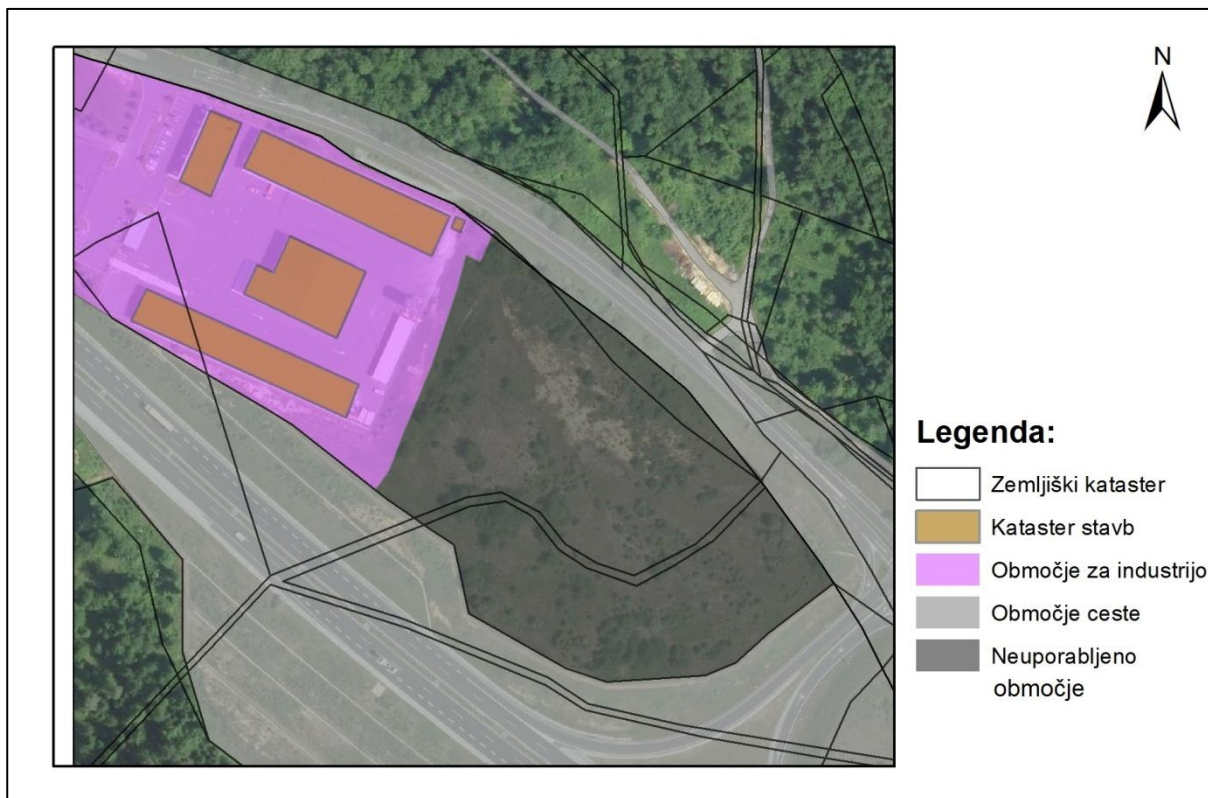 N
Legenda:
Zemljiški kataster
Kataster stavb
Območje za industrijo
Območje ceste
Neuporabljeno
območje